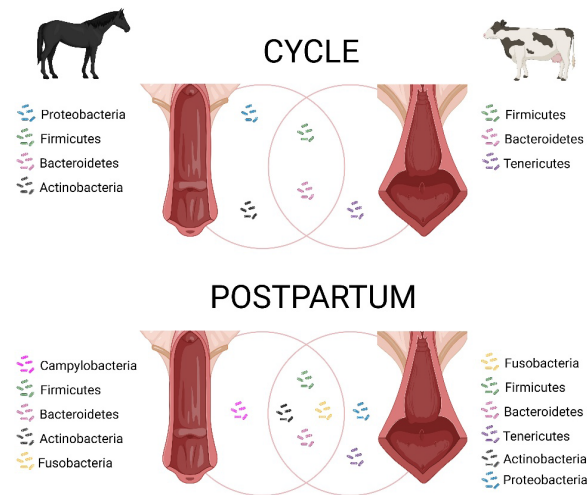 CYCLE
Proteobacteria
Firmicutes
Bacteroidetes
Actinobacteria
Firmicutes
Bacteroidetes
Tenericutes
POSTPARTUM
Campylobacteria
Firmicutes
Bacteroidetes
Actinobacteria
Fusobacteria
Fusobacteria
Firmicutes
Bacteroidetes
Tenericutes
Actinobacteria
Proteobacteria